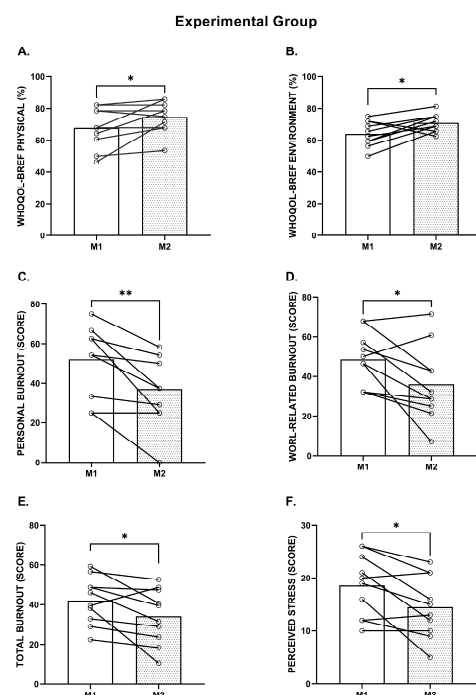 Experimental Group
A.
WHOQOL-BREF PHYSICAL (%)
100
80
60
40
20
0
*
M1
M2
B.
WHOQOL-BREF ENVIRONMENT (%)
100
80
60
40
20
0
*
M1
M2
C.
PERSONAL BURNOUT (SCORE)
80
60
40
20
0
**
M1
M2
D.
WORL-RELATED BURNOUT (SCORE)
80
60
40
20
0
*
M1
M2
E.
TOTAL BURNOUT (SCORE)
80
60
40
20
0
*
M1
M2
F.
PERCEIVED STRESS (SCORE)
30
20
10
0
*
M1
M2